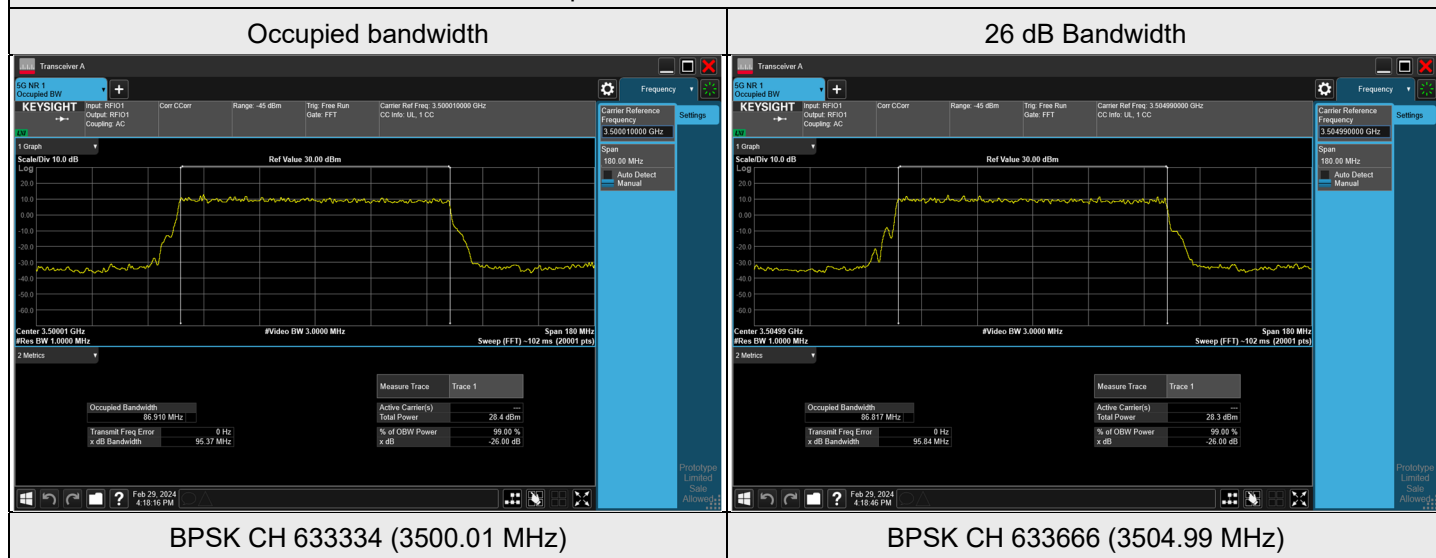 Occupied bandwidth
26 dB Bandwidth
Transceiver A
5G NR 1
Occupied BW
Frequency
KEYSIGHT
Input: RFIO1
Output: RFIO1
Coupling: AC
Corr CCorr
Range: -45 dBm
Trig: Free Run
Gate: FFT
Carrier Ref Freq: 3.500010000 GHz
CC Info: UL, 1 CC
LXI
1 Graph
Scale/Div 10.0 dB
Ref Value 30.00 dBm
Log
20.0
10.0
0.00
-10.0
-20.0
-30.0
-40.0
-50.0
-60.0
Center 3.50001 GHz
#Video BW 3.0000 MHz
Span 180 MHz
#Res BW 1.0000 MHz
Sweep (FFT) ~102 ms (20001 pts)
2 Metrics
Measure Trace Trace 1
Occupied Bandwidth
86.910 MHz
Active Carrier(s) ---
Total Power 28.4 dBm
Transmit Freq Error 0 Hz
x dB Bandwidth 95.37 MHz
% of OBW Power 99.00 %
x dB -26.00 dB
Carrier Reference
Frequency
3.500010000 GHz
Settings
Span
180.00 MHz
Auto Detect
Manual
Feb 29, 2024
4:18:16 PM
Prototype
Limited
Sale
Allowed
Transceiver A
5G NR 1
Occupied BW
Frequency
KEYSIGHT
Input: RFIO1
Output: RFIO1
Coupling: AC
Corr CCorr
Range: -45 dBm
Trig: Free Run
Gate: FFT
Carrier Ref Freq: 3.504990000 GHz
CC Info: UL, 1 CC
LXI
1 Graph
Scale/Div 10.0 dB
Ref Value 30.00 dBm
Log
20.0
10.0
0.00
-10.0
-20.0
-30.0
-40.0
-50.0
-60.0
Center 3.50499 GHz
#Video BW 3.0000 MHz
Span 180 MHz
#Res BW 1.0000 MHz
Sweep (FFT) ~102 ms (20001 pts)
2 Metrics
Measure Trace Trace 1
Occupied Bandwidth
86.817 MHz
Active Carrier(s) ---
Total Power 28.3 dBm
Transmit Freq Error 0 Hz
x dB Bandwidth 95.84 MHz
% of OBW Power 99.00 %
x dB -26.00 dB
Carrier Reference
Frequency
3.504990000 GHz
Settings
Span
180.00 MHz
Auto Detect
Manual
Feb 29, 2024
4:18:46 PM
Prototype
Limited
Sale
Allowed
BPSK CH 633334 (3500.01 MHz)
BPSK CH 633666 (3504.99 MHz)